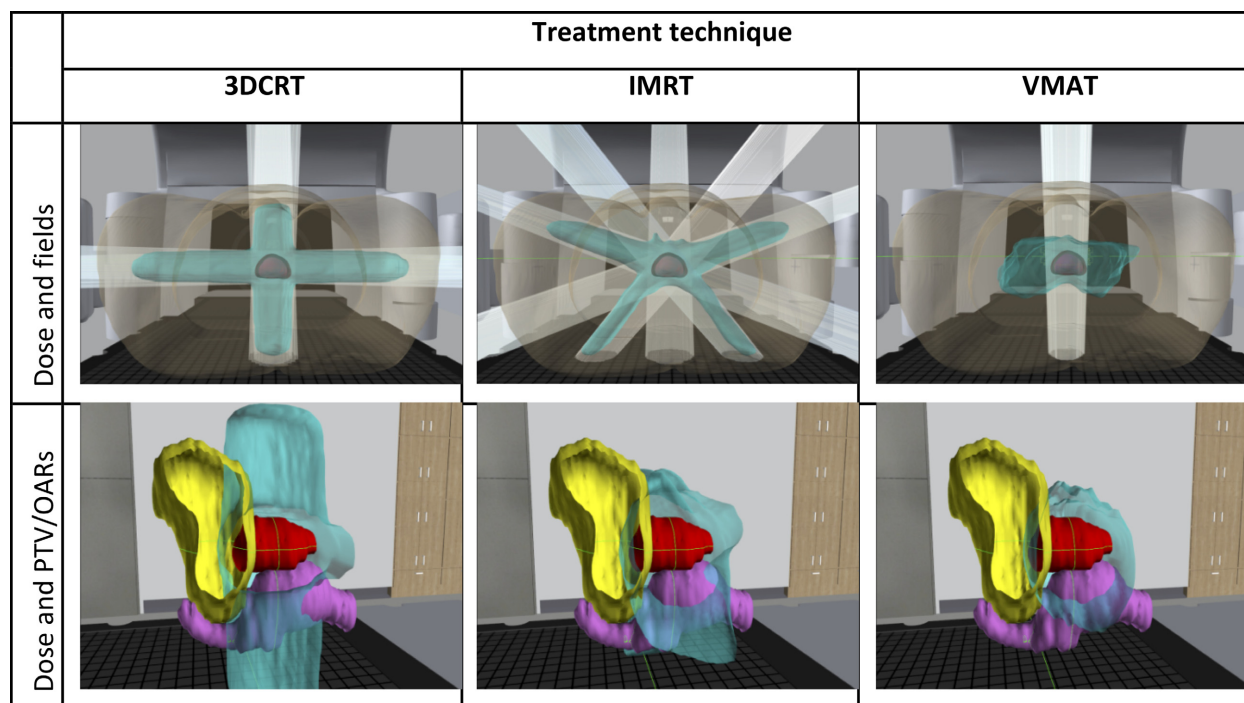 Treatment technique
3DCRT
IMRT
VMAT
Dose and fields
Dose and PTV/OARs